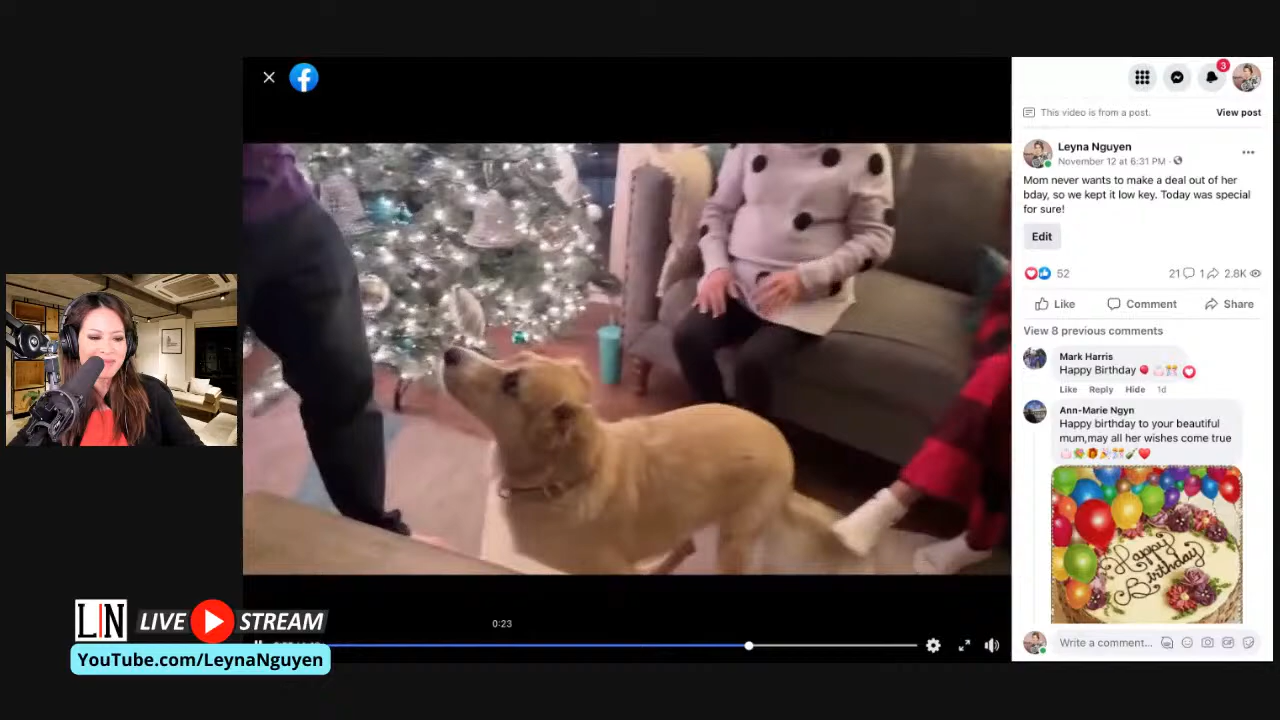 3
This video is from a post.
View post
Leyna Nguyen
November 12 at 6:31 PM ·
Mom never wants to make a deal out of her
bday, so we kept it low key. Today was special
for sure!
Edit
52
21 1 2.8K
Like Comment Share
View 8 previous comments
Mark Harris
Happy Birthday
Like Reply Hide 1d
Ann-Marie Ngyn
Happy birthday to your beautiful
mum,may all her wishes come true
Happy
Birthday
Write a comment...
0:23
LN LIVE STREAM
YouTube.com/LeynaNguyen